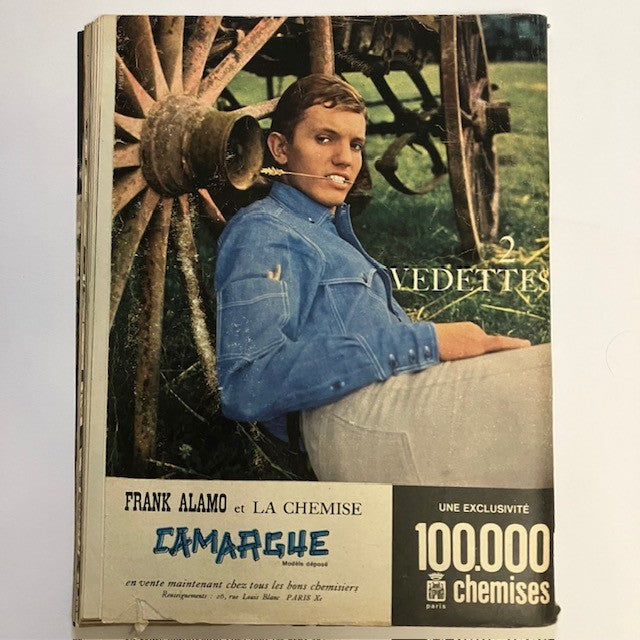 2
VEDETTES
FRANK ALAMO et LA CHEMISE
CAMARGUE
Modèle déposé
en vente maintenant chez tous les bons chemisiers
Renseignements : 26, rue Louis Blanc PARIS Xe
UNE EXCLUSIVITÉ
100.000
chemises
paris